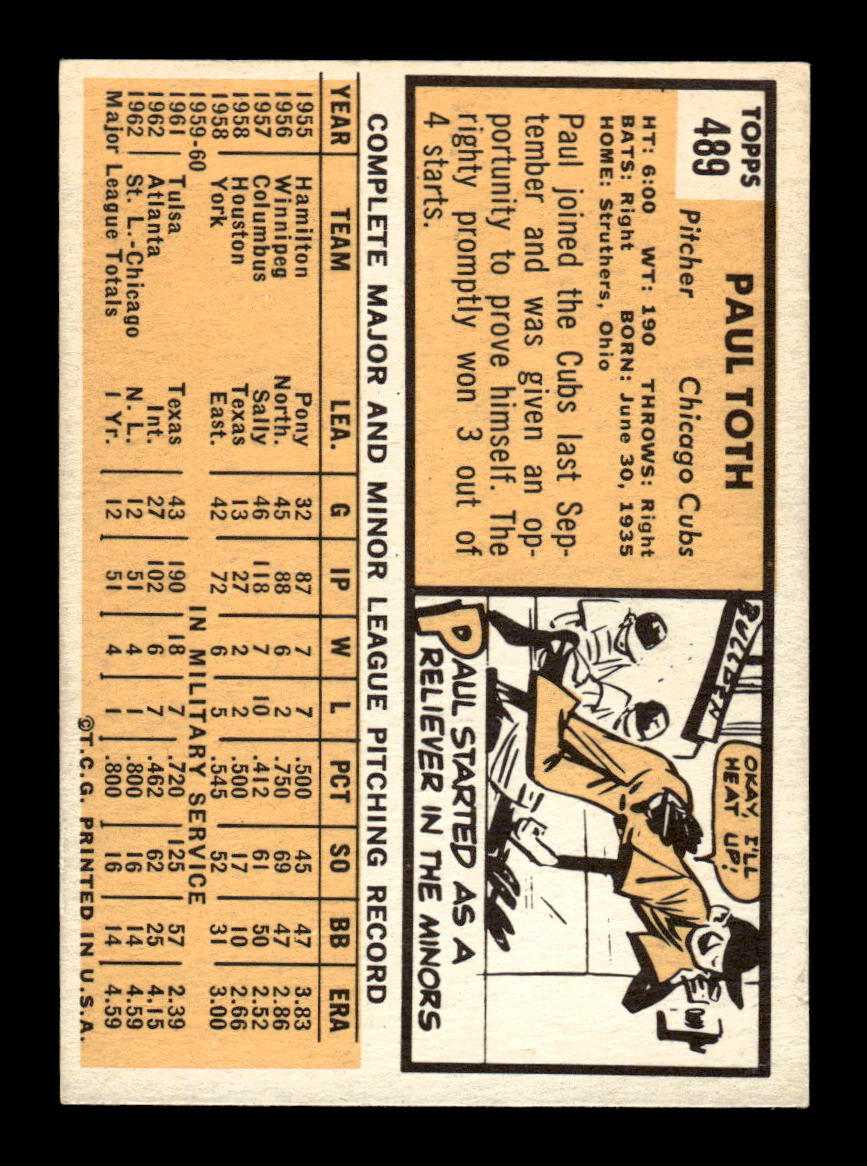 TOPPS
489
PAUL TOTH
Pitcher Chicago Cubs
HT: 6:00 WT: 190 THROWS: Right
BATS: Right BORN: June 30, 1935
HOME: Struthers, Ohio
Paul joined the Cubs last Sep-
tember and was given an op-
portunity to prove himself. The
righty promptly won 3 out of
4 starts.
BULLPEN
OKAY, I'LL
HEAT UP!
PAUL STARTED AS A
RELIEVER IN THE MINORS
COMPLETE MAJOR AND MINOR LEAGUE PITCHING RECORD
YEAR TEAM LEA. G IP W L PCT SO BB ERA
1955 Hamilton Pony 32 87 7 7 .500 45 47 3.83
1956 Winnipeg North. 45 88 6 2 .750 69 47 2.86
1957 Columbus Sally 46 118 7 10 .412 61 50 2.52
1958 Houston Texas 13 27 2 2 .500 17 10 2.66
1958 York East. 42 72 6 5 .545 52 31 3.00
1959-60 IN MILITARY SERVICE
1961 Tulsa Texas 43 190 18 7 .720 125 57 2.39
1962 Atlanta Int. 27 102 6 7 .462 62 25 4.15
1962 St. L.-Chicago N. L. 12 51 4 1 .800 16 14 4.59
Major League Totals 1 Yr. 12 51 4 1 .800 16 14 4.59
©T.C.G. PRINTED IN U.S.A.